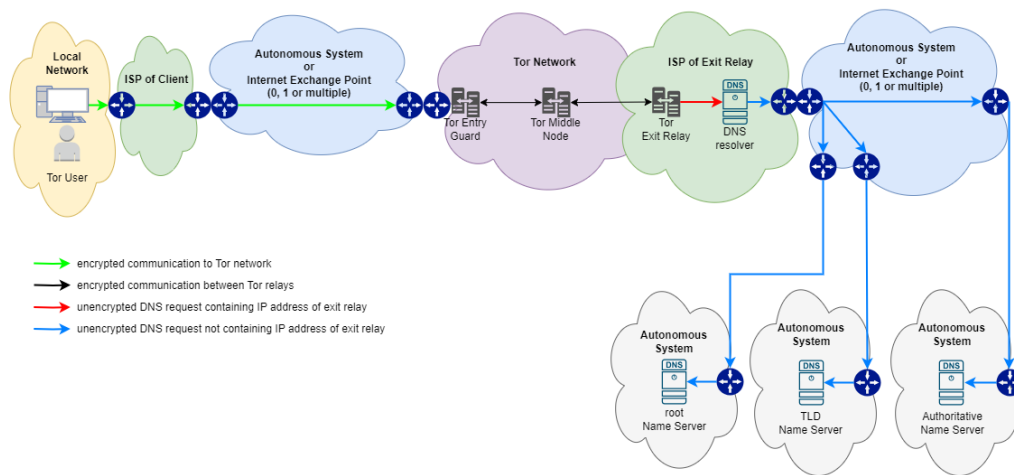 Local
Network
Tor User
ISP of Client
Autonomous System
or
Internet Exchange Point
(0, 1 or multiple)
Tor Network
Tor Entry
Guard
Tor Middle
Node
ISP of Exit Relay
Tor
Exit Relay
DNS
DNS
resolver
Autonomous System
or
Internet Exchange Point
(0, 1 or multiple)
encrypted communication to Tor network
encrypted communication between Tor relays
unencrypted DNS request containing IP address of exit relay
unencrypted DNS request not containing IP address of exit relay
Autonomous
System
DNS
root
Name Server
Autonomous
System
DNS
TLD
Name Server
Autonomous
System
DNS
Authoritative
Name Server